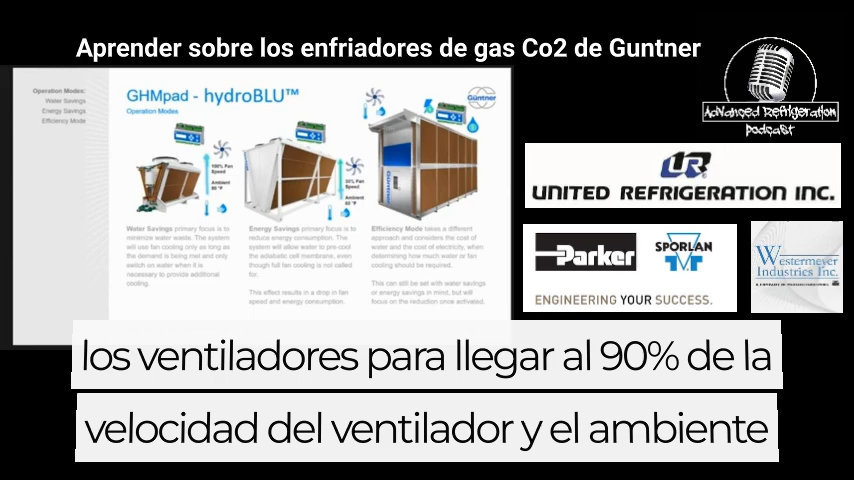 Aprender sobre los enfriadores de gas Co2 de Guntner
Advanced Refrigeration
podcast
Operation Modes:
Water Savings
Energy Savings
Efficiency Mode
GHMpad - hydroBLU™
Operation Modes
Güntner
100% Fan
Speed
Ambient
Fan
Speed
Ambient
Water Savings primary focus is to
minimize water waste. The system
will use fan cooling only as long as
the demand is being met and only
switch on water when it is
necessary to provide additional
cooling.
Energy Savings primary focus is to
reduce energy consumption. The
system will allow water to pre-cool
the adiabatic cell membrane, even
though full fan cooling is not called
for.
This effect results in a drop in fan
speed and energy consumption.
Efficiency Mode takes a different
approach and considers the cost of
water and the cost of electricity, when
determining how much water or fan
cooling should be required.
This can still be set with water savings
or energy savings in mind, but will
focus on the reduction once activated.
UR
UNITED REFRIGERATION INC.
Parker
SPORLAN
ENGINEERING YOUR SUCCESS.
Westermeyer
Industries Inc.
los ventiladores para llegar al 90% de la
velocidad del ventilador y el ambiente